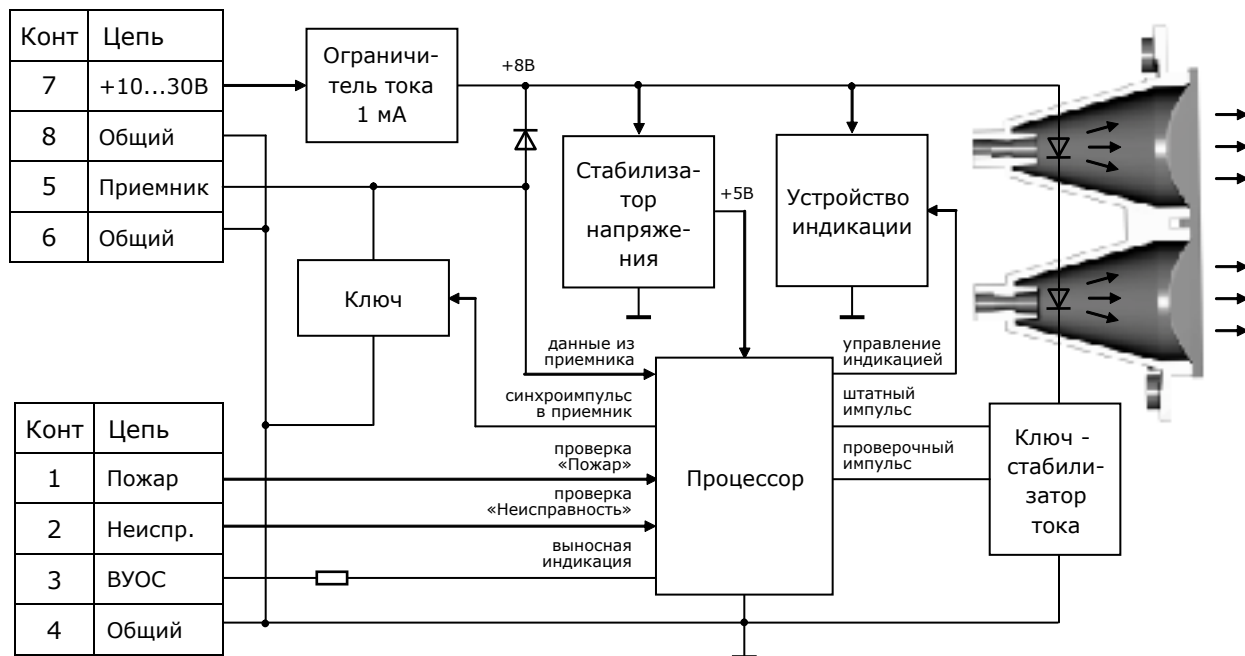 Конт Цепь
7 +10...30В
8 Общий
5 Приемник
6 Общий
Ограничи-
тель тока
1 мА
+8В
Стабилиза-
тор
напряже-
ния
+5В
Устройство
индикации
Ключ
данные из
приемника
синхроимпульс
в приемник
проверка
«Пожар»
проверка
«Неисправность»
выносная
индикация
Процессор
управление
индикацией
штатный
импульс
проверочный
импульс
Ключ -
стабили-
затор
тока
Конт Цепь
1 Пожар
2 Неиспр.
3 ВУОС
4 Общий